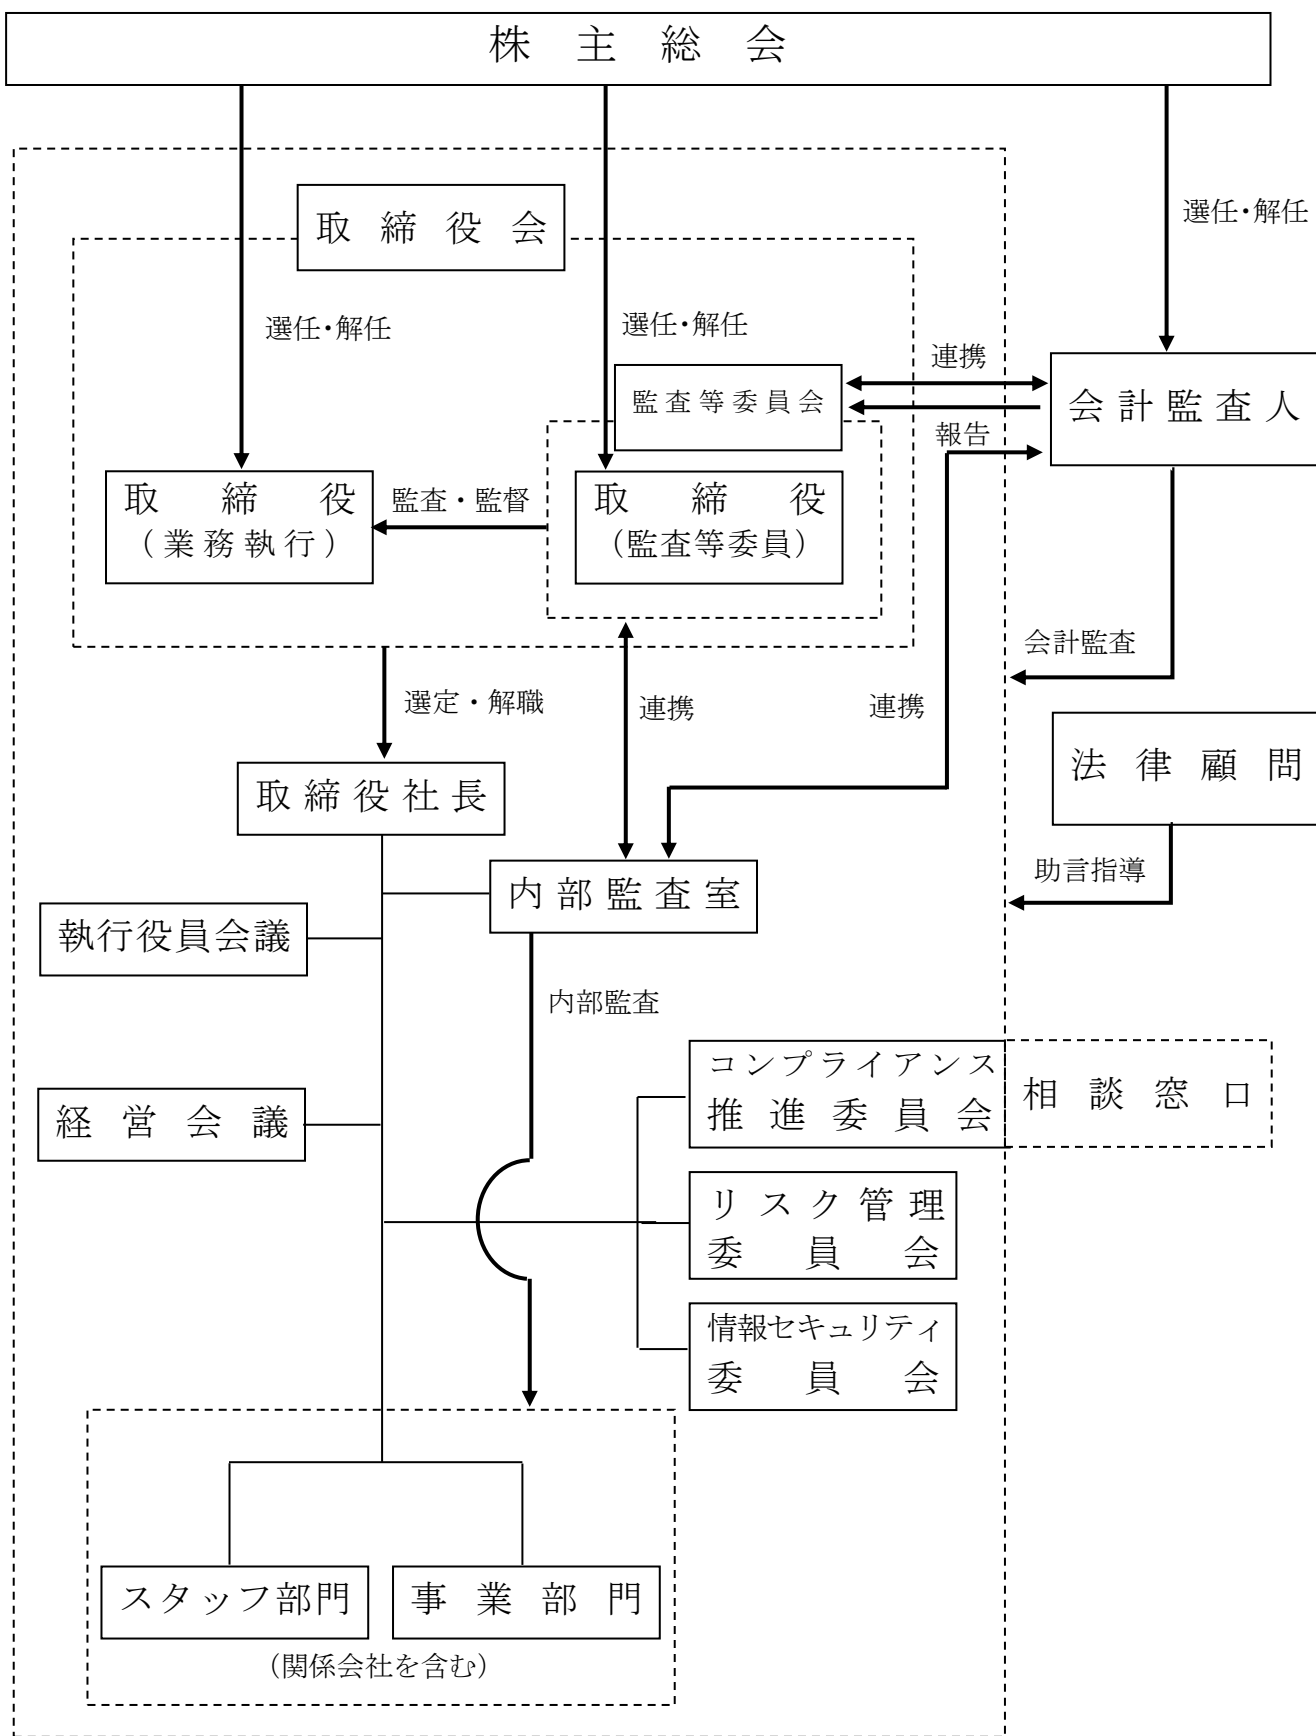 株主総会
選任・解任
取締役会
選任・解任
選任・解任
連携
監査等委員会
会計監査人
報告
取締役
（業務執行）
監査・監督
取締役
（監査等委員）
会計監査
選定・解職
連携
連携
法律顧問
取締役社長
助言指導
内部監査室
執行役員会議
内部監査
コンプライアンス
推進委員会
相談窓口
経営会議
リスク管理
委員会
情報セキュリティ
委員会
スタッフ部門
事業部門
（関係会社を含む）